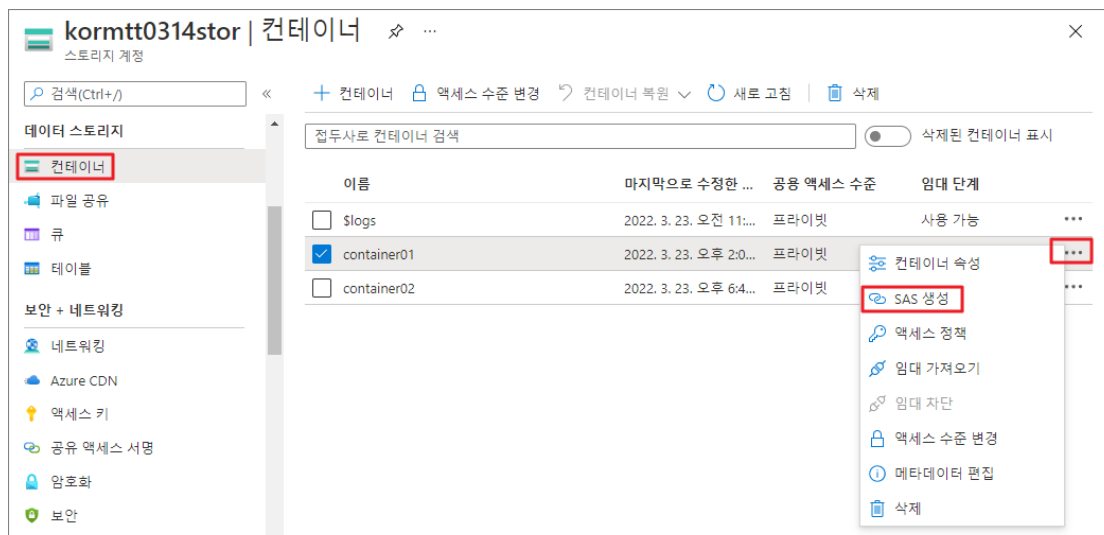 kormtt0314stor | 컨테이너 ...
스토리지 계정
검색(Ctrl+/)
데이터 스토리지
컨테이너
파일 공유
큐
테이블
보안 + 네트워킹
네트워킹
Azure CDN
액세스 키
공유 액세스 서명
암호화
보안
컨테이너 액세스 수준 변경 컨테이너 복원 새로 고침 삭제
접두사로 컨테이너 검색 삭제된 컨테이너 표시
이름 마지막으로 수정한 ... 공용 액세스 수준 임대 단계
$logs 2022. 3. 23. 오전 11:... 프라이빗 사용 가능
container01 2022. 3. 23. 오후 2:0... 프라이빗
container02 2022. 3. 23. 오후 6:4... 프라이빗
컨테이너 속성
SAS 생성
액세스 정책
임대 가져오기
임대 차단
액세스 수준 변경
메타데이터 편집
삭제